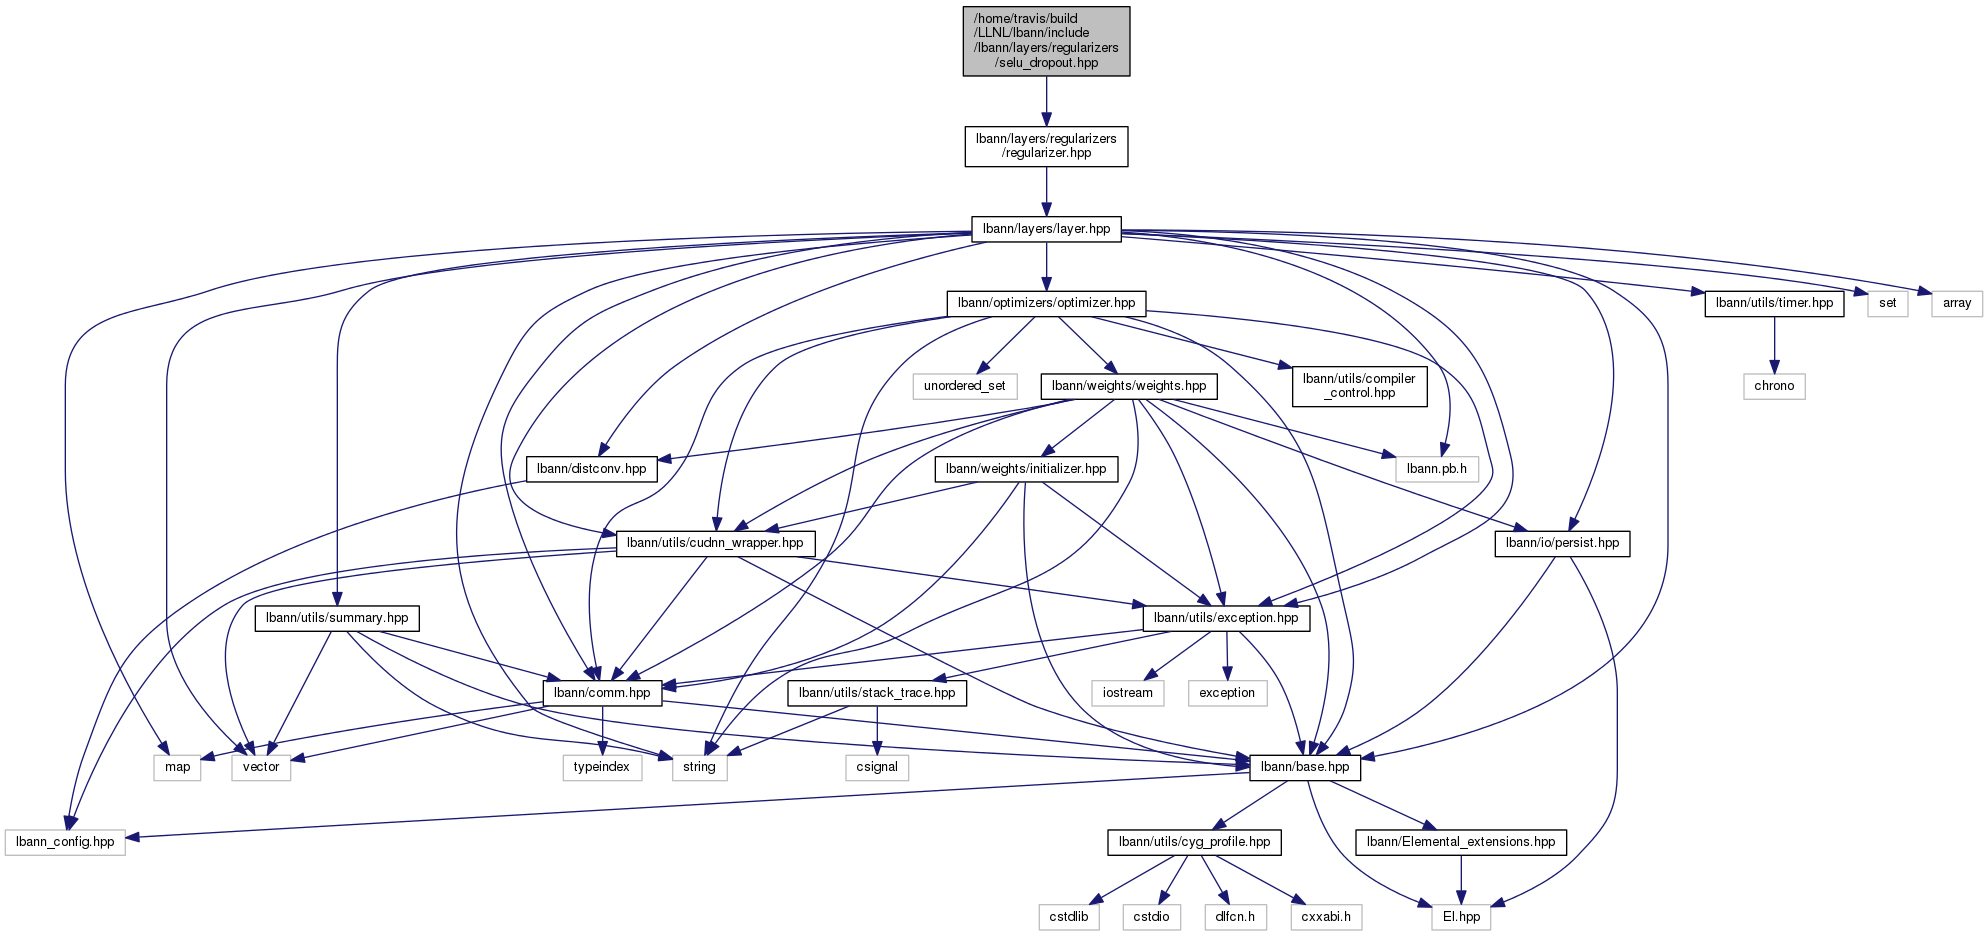 /home/travis/build
/LLNL/lbann/include
/lbann/layers/regularizers
/selu_dropout.hpp
lbann/layers/regularizers
/regularizer.hpp
lbann/layers/layer.hpp
lbann/optimizers/optimizer.hpp
lbann/utils/timer.hpp
set
array
unordered_set
lbann/weights/weights.hpp
lbann/utils/compiler
_control.hpp
chrono
lbann/distconv.hpp
lbann/weights/initializer.hpp
lbann.pb.h
lbann/utils/cudnn_wrapper.hpp
lbann/io/persist.hpp
lbann/utils/summary.hpp
lbann/utils/exception.hpp
lbann/comm.hpp
lbann/utils/stack_trace.hpp
iostream
exception
map
vector
typeindex
string
csignal
lbann/base.hpp
lbann_config.hpp
lbann/utils/cyg_profile.hpp
lbann/Elemental_extensions.hpp
cstdlib
cstdio
dlfcn.h
cxxabi.h
El.hpp